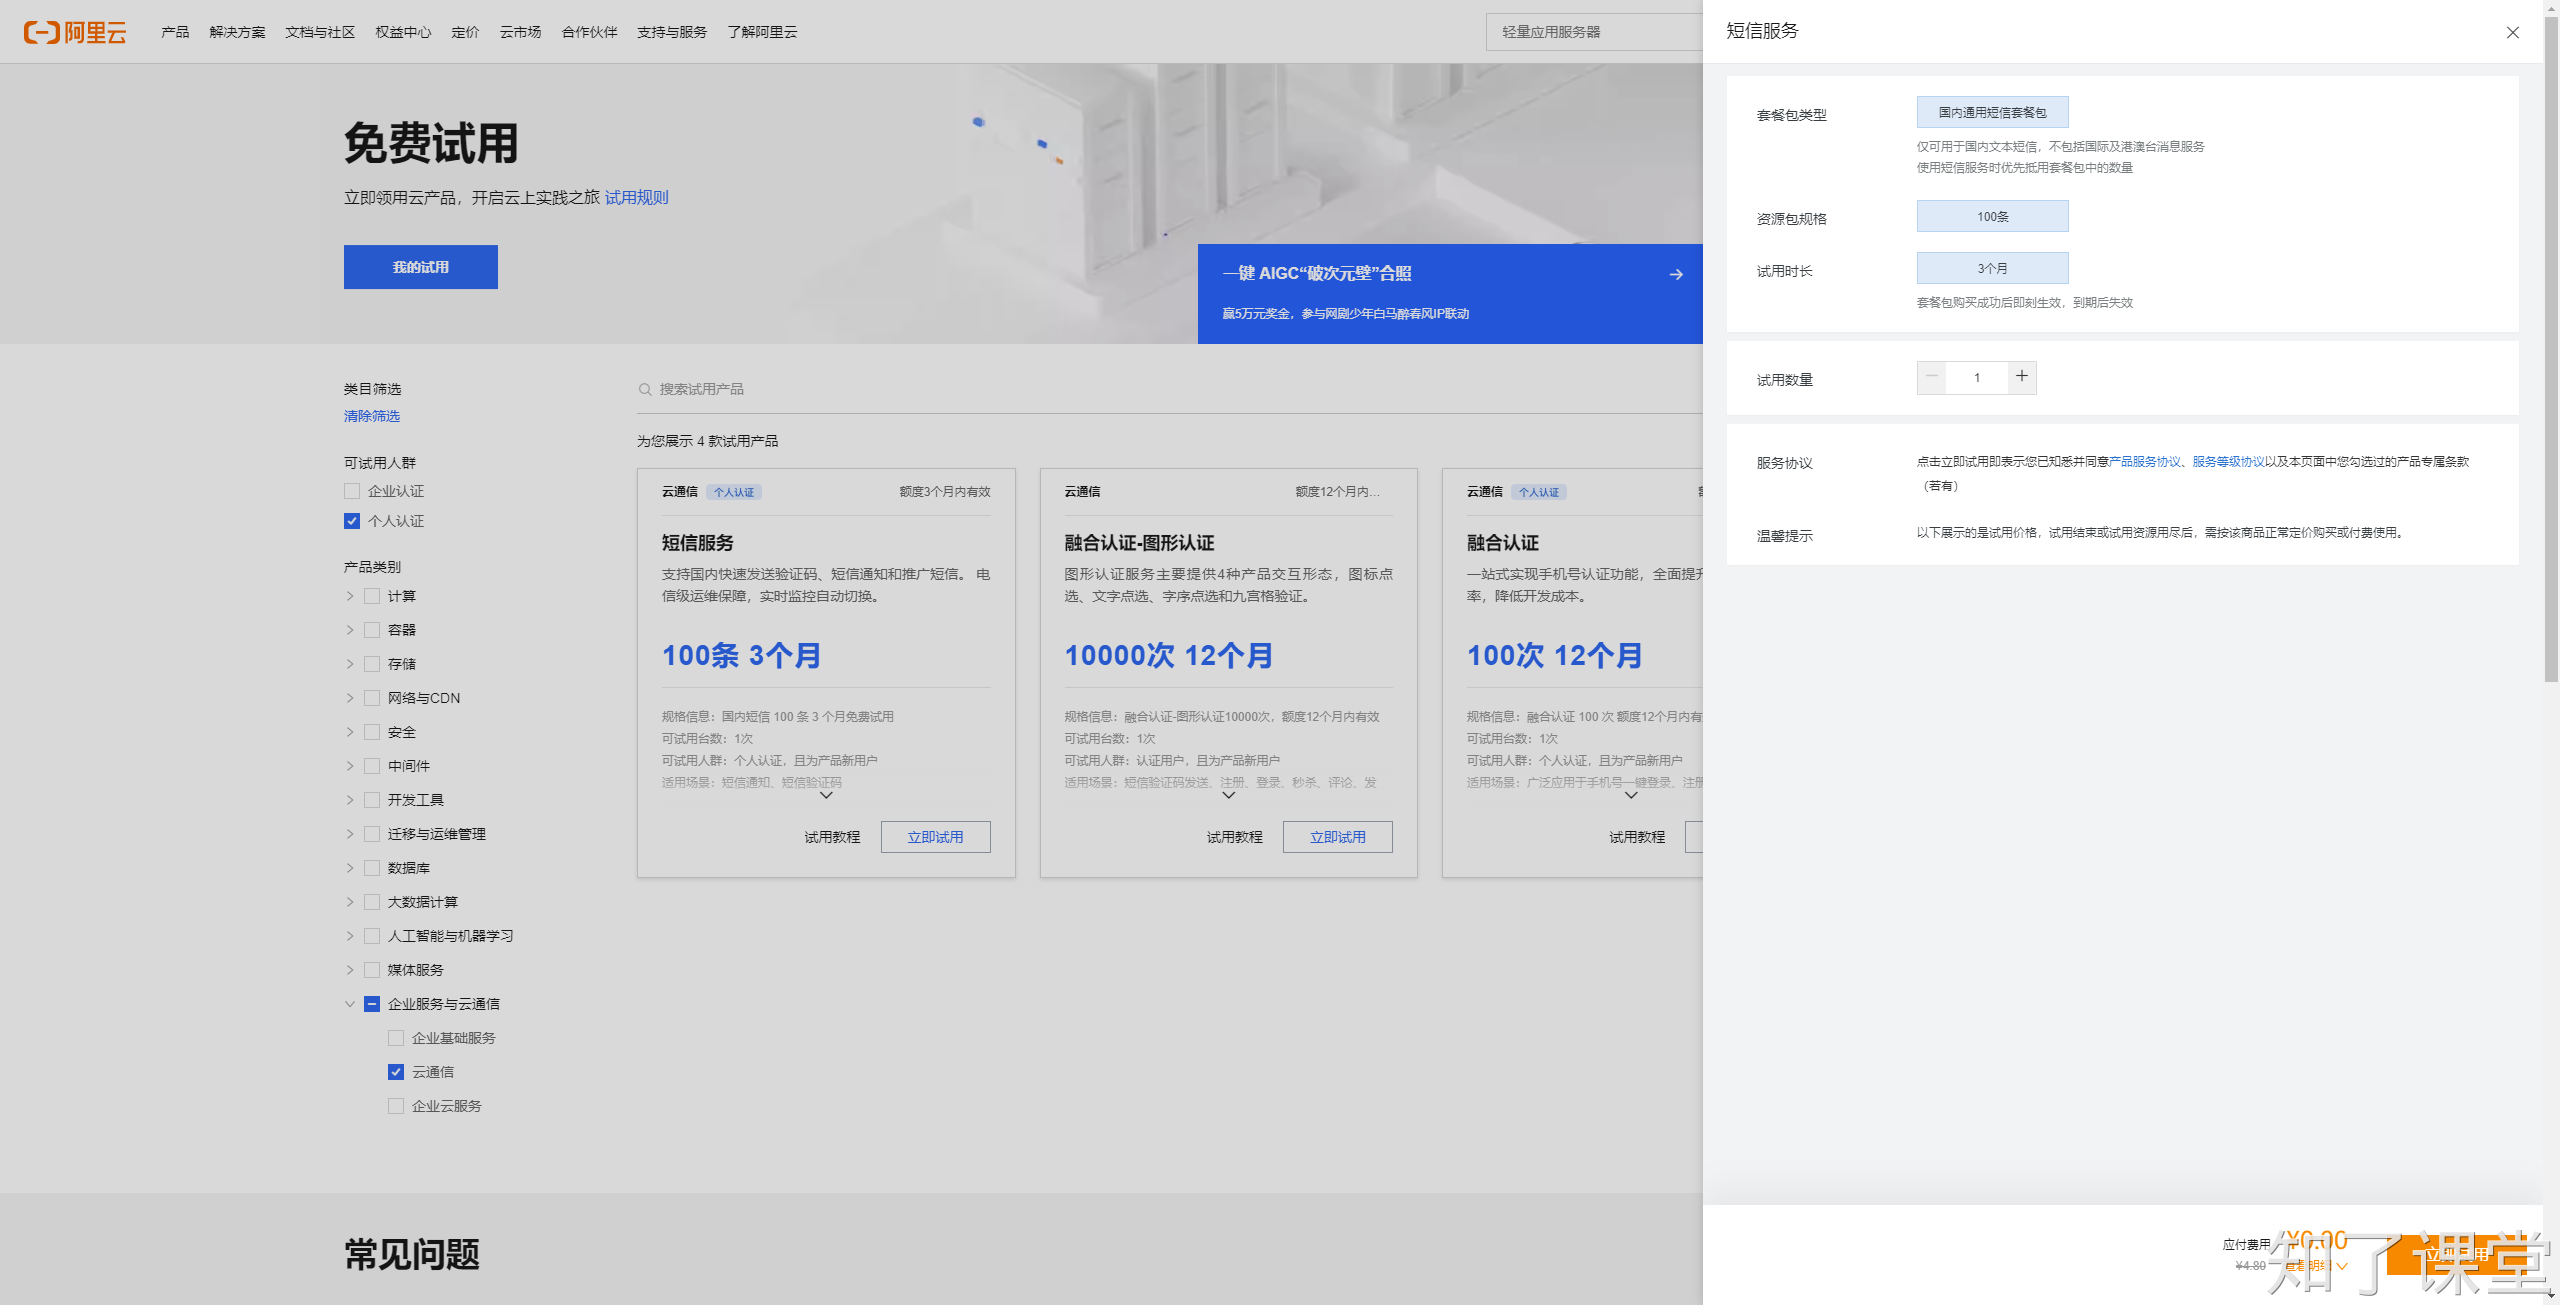 阿里云
产品 解决方案 文档与社区 权益中心 定价 云市场 合作伙伴 支持与服务 了解阿里云
轻量应用服务器
免费试用
立即领用云产品，开启云上实践之旅 试用规则
我的试用
一键 AIGC“破次元壁”合照
赢5万元奖金，参与网剧少年白马醉春风IP联动
类目筛选
清除筛选
可试用人群
企业认证
个人认证
产品类别
计算
容器
存储
网络与CDN
安全
中间件
开发工具
迁移与运维管理
数据库
大数据计算
人工智能与机器学习
媒体服务
企业服务与云通信
企业基础服务
云通信
企业云服务
搜索试用产品
为您展示 4 款试用产品
云通信 个人认证 额度3个月内有效
短信服务
支持国内快速发送验证码、短信通知和推广短信。 电
信级运维保障，实时监控自动切换。
100条 3个月
规格信息：国内短信 100 条 3 个月免费试用
可试用台数：1次
可试用人群：个人认证，且为产品新用户
适用场景：短信通知、短信验证码
试用教程 立即试用
云通信 额度12个月内...
融合认证-图形认证
图形认证服务主要提供4种产品交互形态，图标点
选、文字点选、字序点选和九宫格验证。
10000次 12个月
规格信息：融合认证-图形认证10000次，额度12个月内有效
可试用台数：1次
可试用人群：认证用户，且为产品新用户
适用场景：短信验证码发送、注册、登录、秒杀、评论、发
试用教程 立即试用
云通信 个人认证
融合认证
一站式实现手机号认证功能，全面提升
率，降低开发成本。
100次 12个月
规格信息：融合认证 100 次 额度12个月内有
可试用台数：1次
可试用人群：个人认证，且为产品新用户
适用场景：广泛应用于手机号一键登录、注册
试用教程
常见问题
短信服务
套餐包类型 国内通用短信套餐包
仅可用于国内文本短信，不包括国际及港澳台消息服务
使用短信服务时优先抵用套餐包中的数量
资源包规格 100条
试用时长 3个月
套餐包购买成功后即刻生效，到期后失效
试用数量 1
服务协议 点击立即试用即表示您已知悉并同意产品服务协议、服务等级协议以及本页面中您勾选过的产品专属条款
（若有）
温馨提示 以下展示的是试用价格，试用结束或试用资源用尽后，需按该商品正常定价购买或付费使用。
应付费用 ¥0.00
¥4.80 查看明细
立即试用
知了课堂